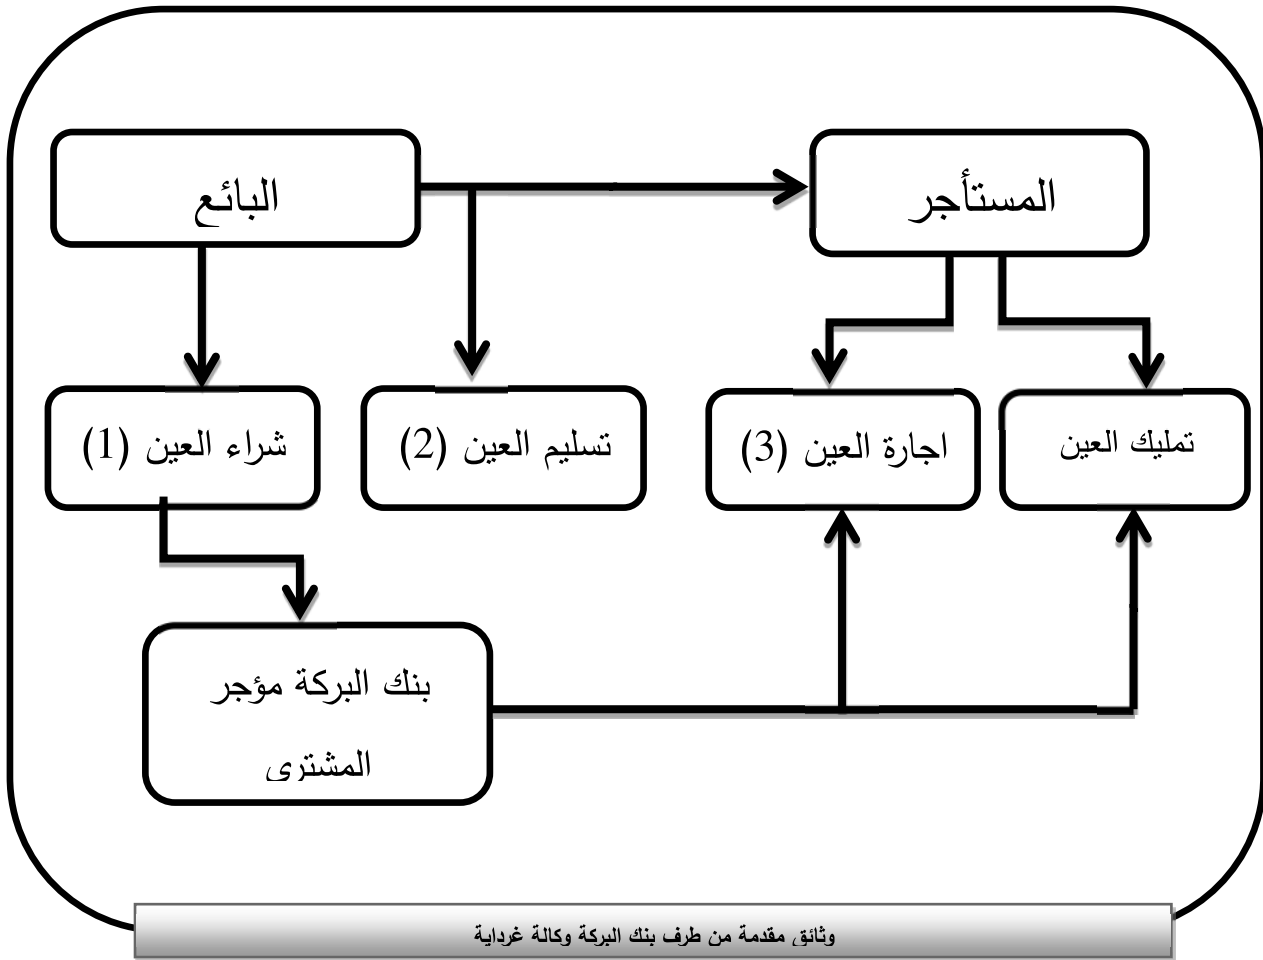 المستأجر
البائع
تمليك العين
اجارة العين (3)
تسليم العين (2)
شراء العين (1)
بنك البركة مؤجر
المشتري
وثائق مقدمة من طرف بنك البركة وكالة غرداية